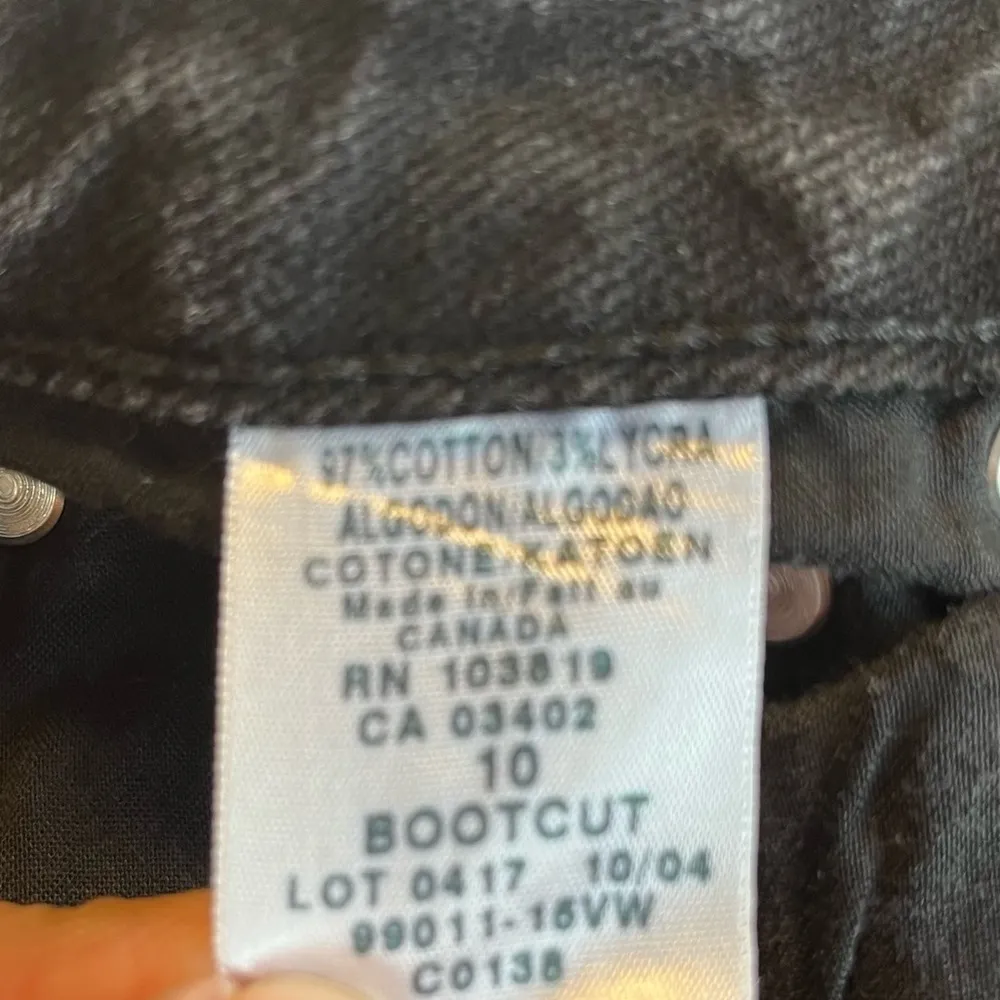 97%COTTON/3%LYCRA
ALGODON/ALGODAO
COTONE/KATOEN
Made in/Fait au
CANADA
RN 103819
CA 03402
10
BOOTCUT
LOT 0417 10/04
99011-16VW
C0138